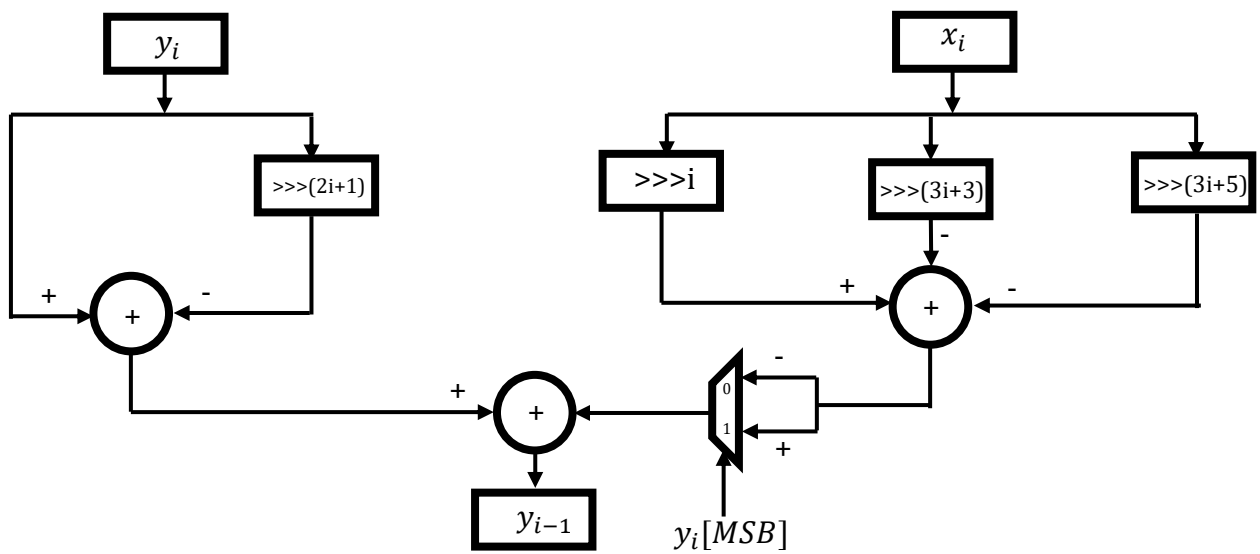 $y_i$
$x_i$
>>>(2i+1)
>>>i
>>>(3i+3)
>>>(3i+5)
-
+
-
+
-
+
+
+
-
+
0
+
1
+
$y_{i-1}$
$y_i[MSB]$